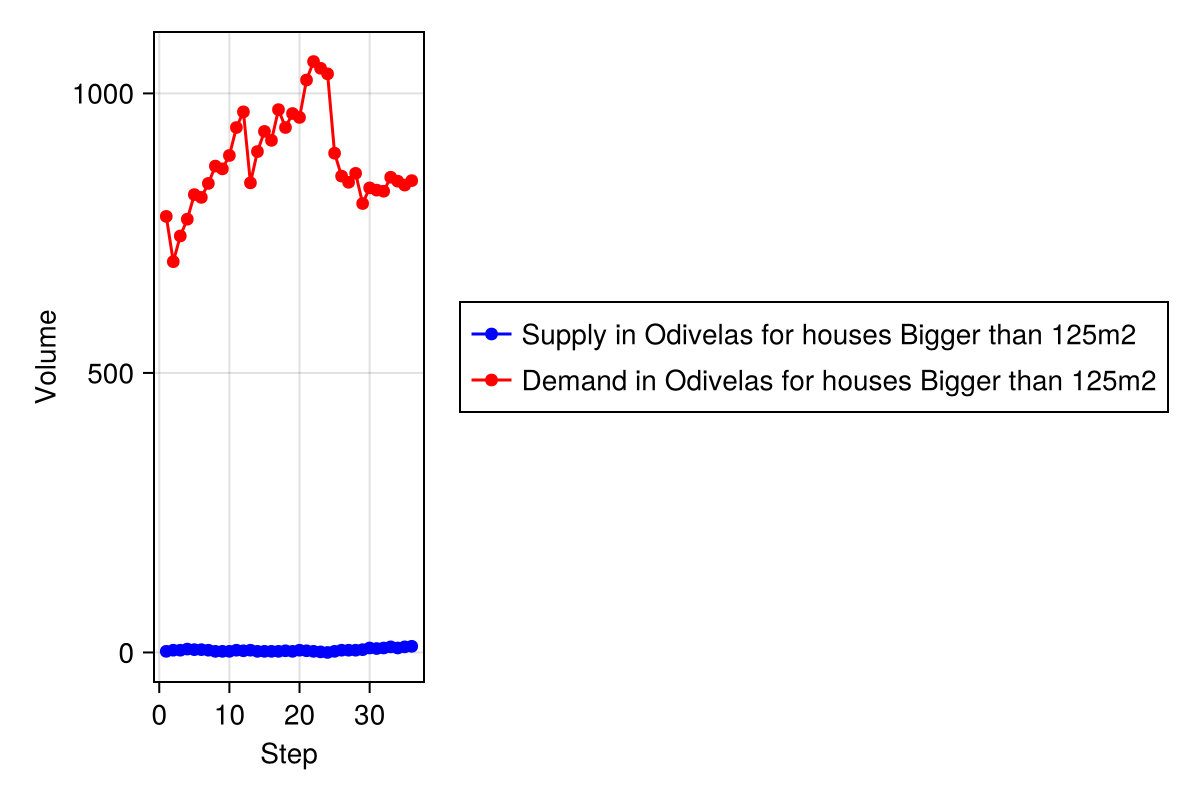 Volume
1000
500
0
0 10 20 30
Step
Supply in Odivelas for houses Bigger than 125m2
Demand in Odivelas for houses Bigger than 125m2